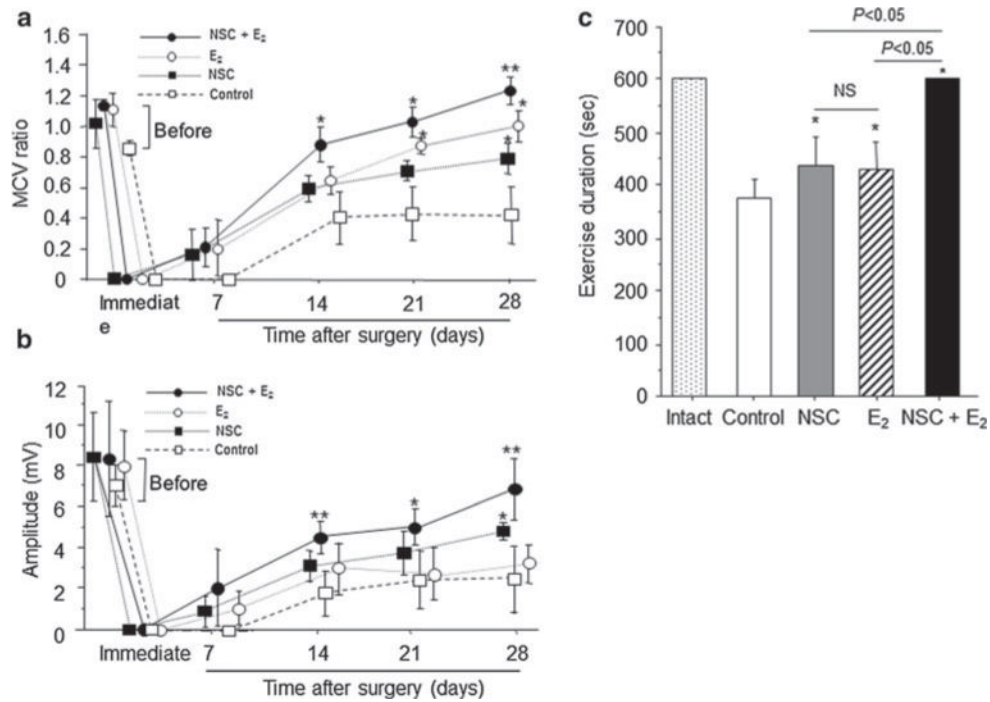 a
NSC + E₂
E₂
NSC
Control
Before
**
*
*
*
*
*
*
MCV ratio
1.6
1.4
1.2
1.0
0.8
0.6
0.4
0.2
0
Immediat
e
7
14
21
28
Time after surgery (days)
b
NSC + E₂
E₂
NSC
Control
Before
**
*
**
*
Amplitude (mV)
12
10
8
6
4
2
0
Immediate
7
14
21
28
Time after surgery (days)
c
P<0.05
P<0.05
NS
*
*
*
Exercise duration (sec)
700
600
500
400
300
200
100
0
Intact
Control
NSC
E₂
NSC + E₂